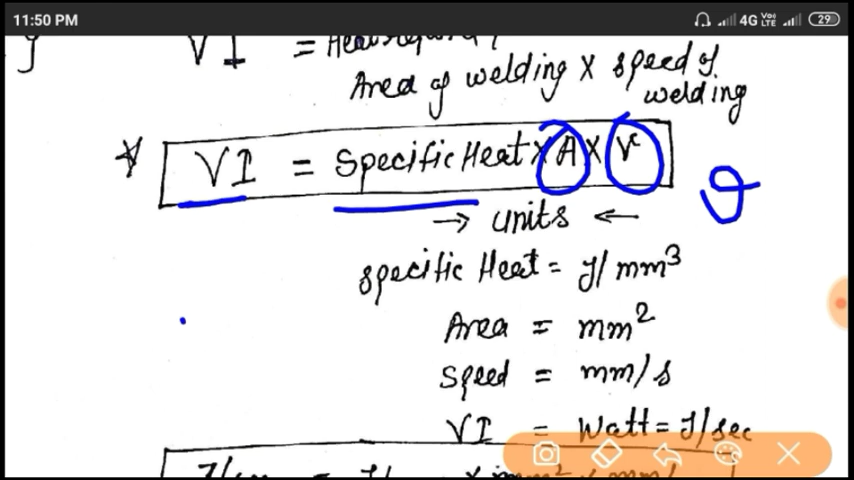 11:50 PM 4G VoLTE 29
VI =
Area of welding X speed of
welding
VI = Specific Heat X A X V
→ units ←
specific Heat = J/mm3
Area = mm2
Speed = mm/s
VI = Watt = J/sec